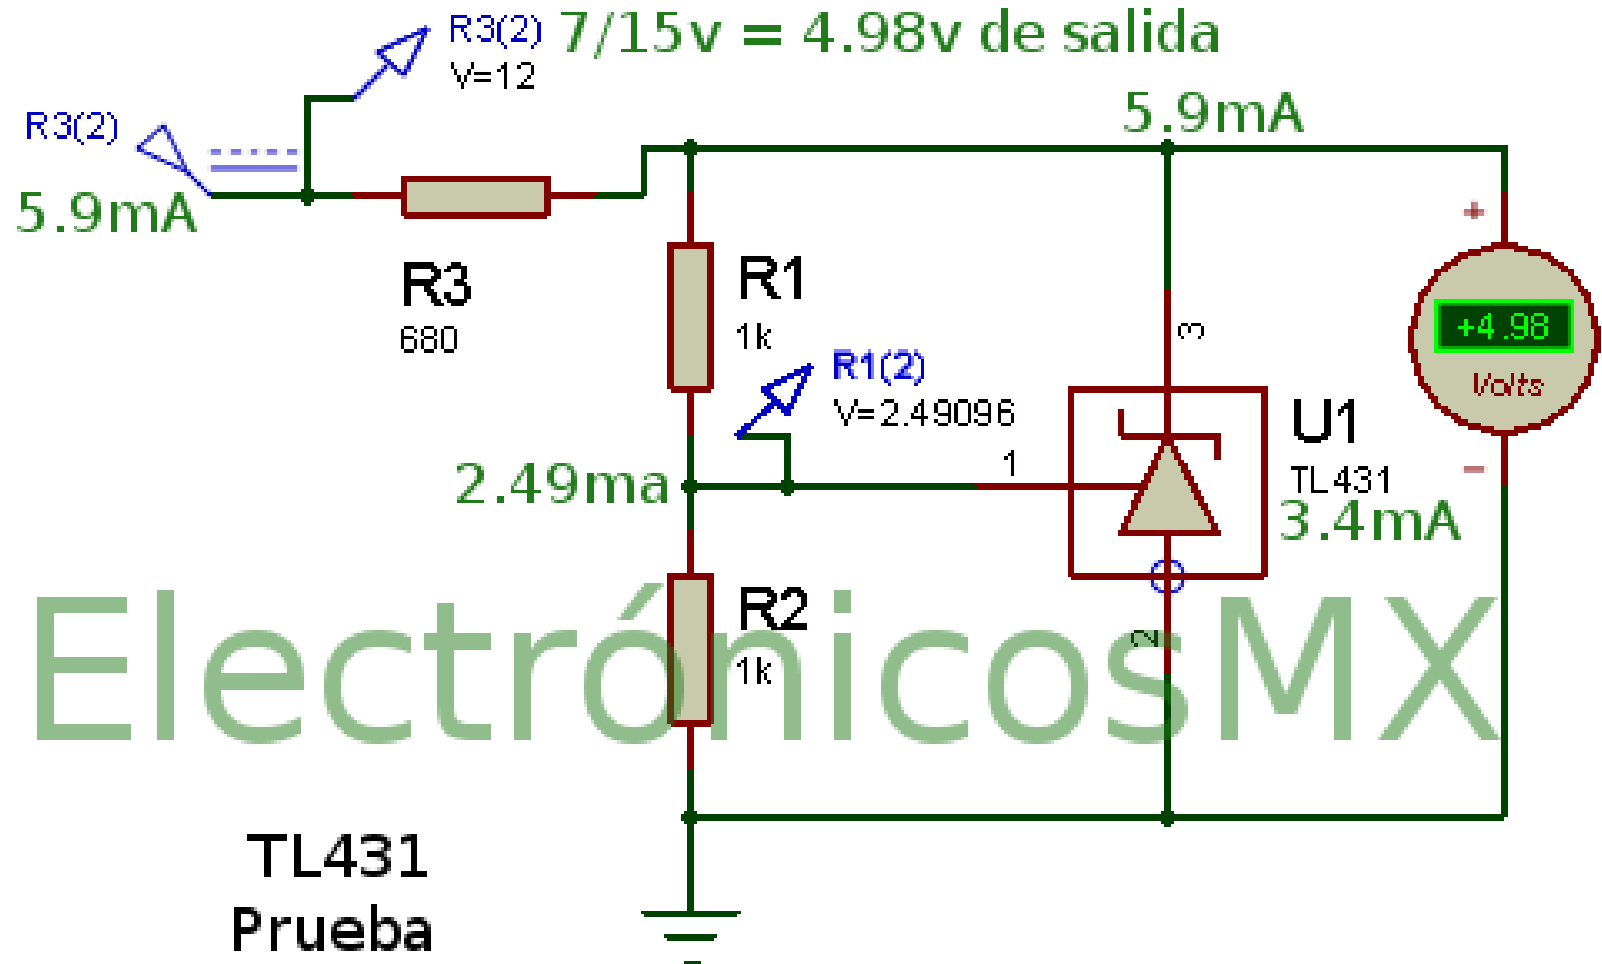 R3(2)
V=12
7/15v = 4.98v de salida
R3(2)
5.9mA
5.9mA
R3
680
R1
1k
+
+4.98
Volts
−
3
R1(2)
V=2.49096
1
2.49ma
U1
TL431
3.4mA
R2
1k
2
ElectrónicosMX
TL431
Prueba